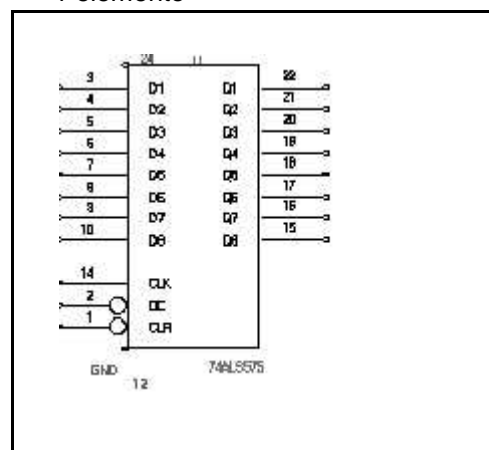 24 U
3 D1 Q1 22
4 D2 Q2 21
5 D3 Q3 20
6 D4 Q4 19
7 D5 Q5 18
8 D6 Q6 17
9 D7 Q7 16
10 D8 Q8 15
14 CLK
2 OC
1 CLR
GND 74ALS575
12